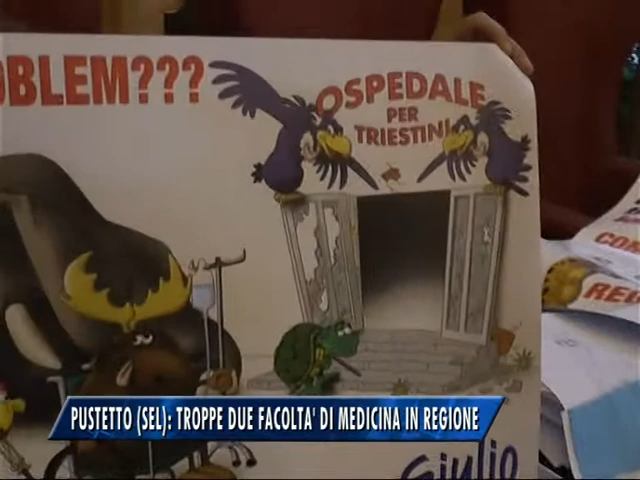 OBLEM???
OSPEDALE
PER
TRIESTINI
PUSTETTO (SEL): TROPPE DUE FACOLTA' DI MEDICINA IN REGIONE
Giulio